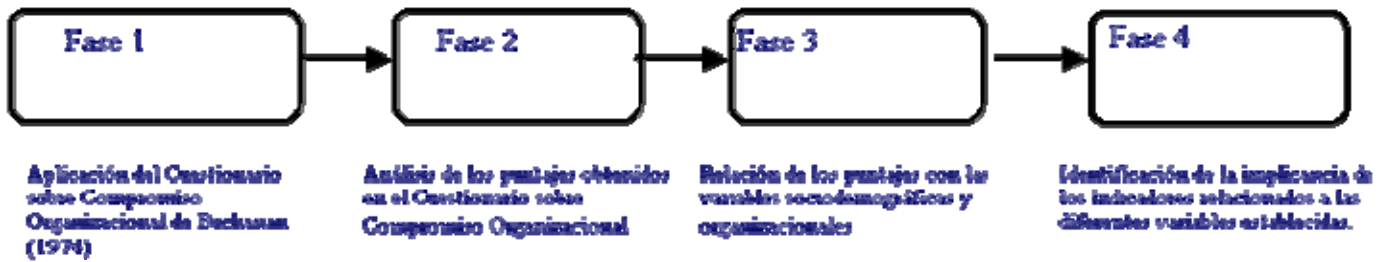 Fase 1
Fase 2
Fase 3
Fase 4
Aplicación del Cuestionario
sobre Compromiso
Organizacional de Buchanan
(1974)
Análisis de los puntajes obtenidos
en el Cuestionario sobre
Compromiso Organizacional
Relación de los puntajes con las
variables sociodemográficas y
organizacionales
Identificación de la implicancia de
los indicadores relacionados a las
diferentes variables establecidas.